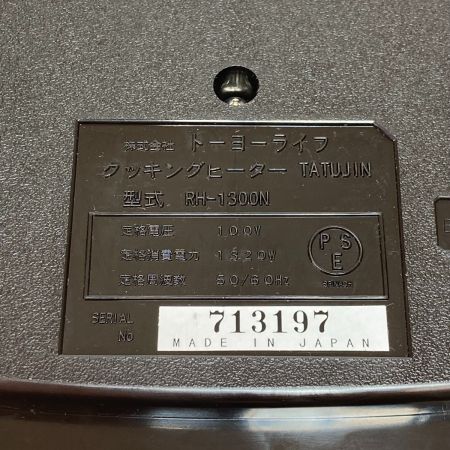 株式会社 トーヨーライフ
クッキングヒーター TATUJIN
型式 RH-1300N
定格電圧 100V
定格消費電力 1320W
定格周波数 50/60Hz
PSE
SERIAL NO 713197
MADE IN JAPAN